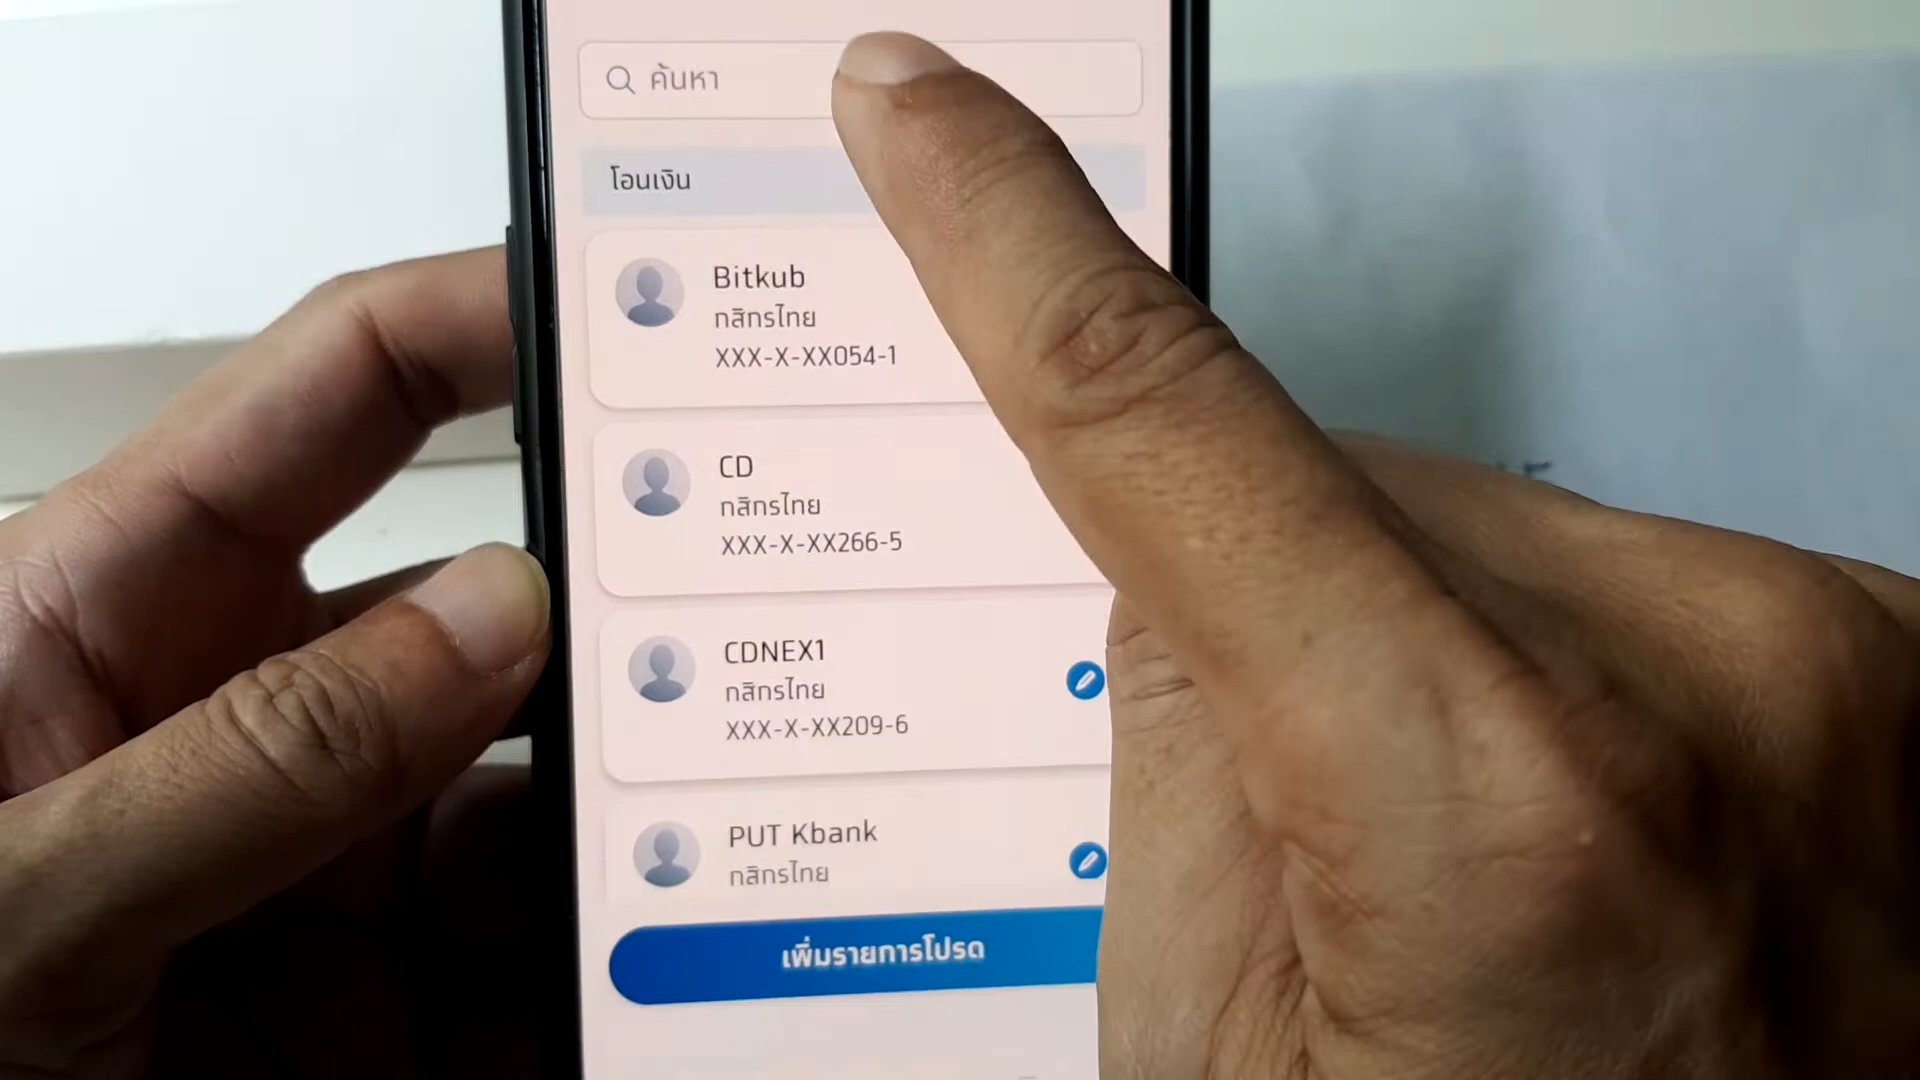 ค้นหา
โอนเงิน
Bitkub
กสิกรไทย
XXX-X-XX054-1
CD
กสิกรไทย
XXX-X-XX266-5
CDNEX1
กสิกรไทย
XXX-X-XX209-6
PUT Kbank
กสิกรไทย
เพิ่มรายการโปรด